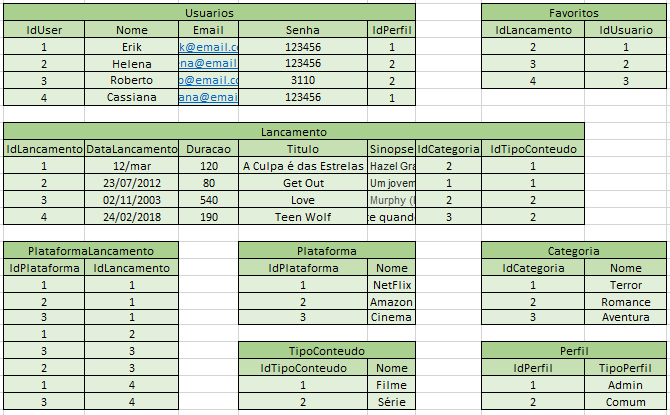 Usuarios
IdUser Nome Email Senha IdPerfil
1 Erik k@email.co 123456 1
2 Helena ena@email. 123456 2
3 Roberto o@email.co 3110 2
4 Cassiana ana@emai 123456 1
Favoritos
IdLancamento IdUsuario
2 1
3 2
4 3
Lancamento
IdLancamento DataLancamento Duracao Titulo Sinopse IdCategoria IdTipoConteudo
1 12/mar 120 A Culpa é das Estrelas Hazel Gra 2 1
2 23/07/2012 80 Get Out Um jovem 1 1
3 02/11/2003 540 Love Murphy ( 2 2
4 24/02/2018 190 Teen Wolf te quando 3 2
PlataformaLancamento
IdPlataforma IdLancamento
1 1
2 1
3 1
1 2
3 3
2 3
1 4
3 4
Plataforma
IdPlataforma Nome
1 NetFlix
2 Amazon
3 Cinema
Categoria
IdCategoria Nome
1 Terror
2 Romance
3 Aventura
TipoConteudo
IdTipoConteudo Nome
1 Filme
2 Série
Perfil
IdPerfil TipoPerfil
1 Admin
2 Comum